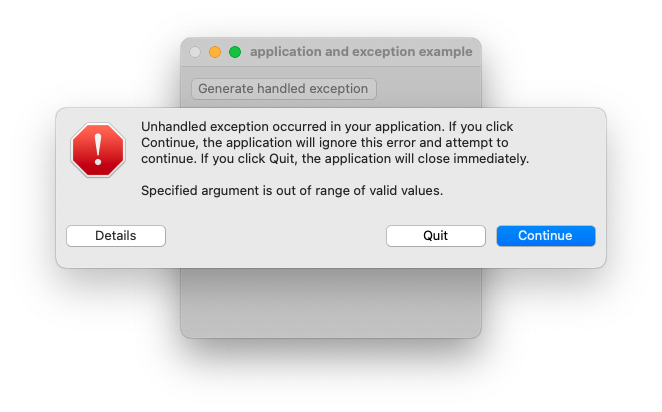 application and exception example
Generate handled exception
Unhandled exception occurred in your application. If you click
Continue, the application will ignore this error and attempt to
continue. If you click Quit, the application will close immediately.
Specified argument is out of range of valid values.
Details
Quit
Continue